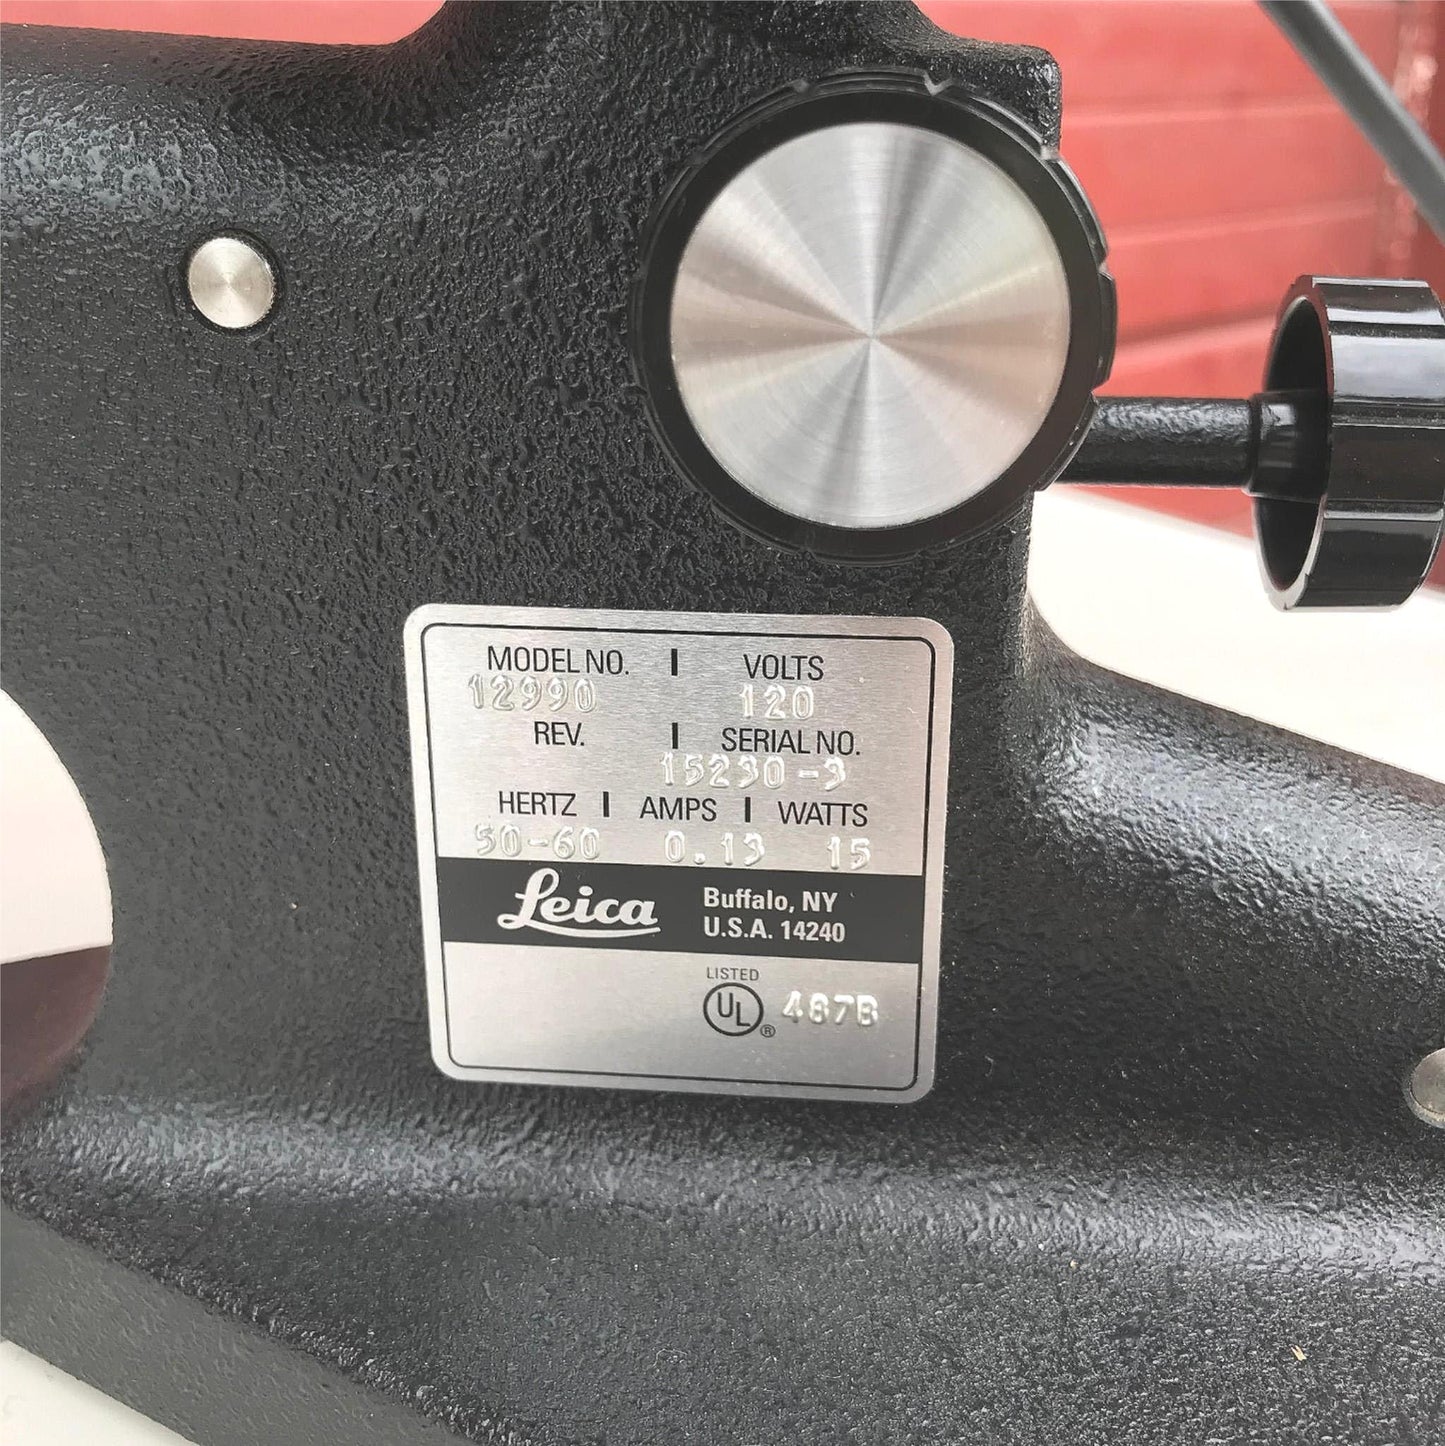 MODEL NO. | VOLTS
12990 120
REV. | SERIAL NO.
15230-3
HERTZ | AMPS | WATTS
50-60 0.13 15
Leica Buffalo, NY
U.S.A. 14240
LISTED
UL® 467B